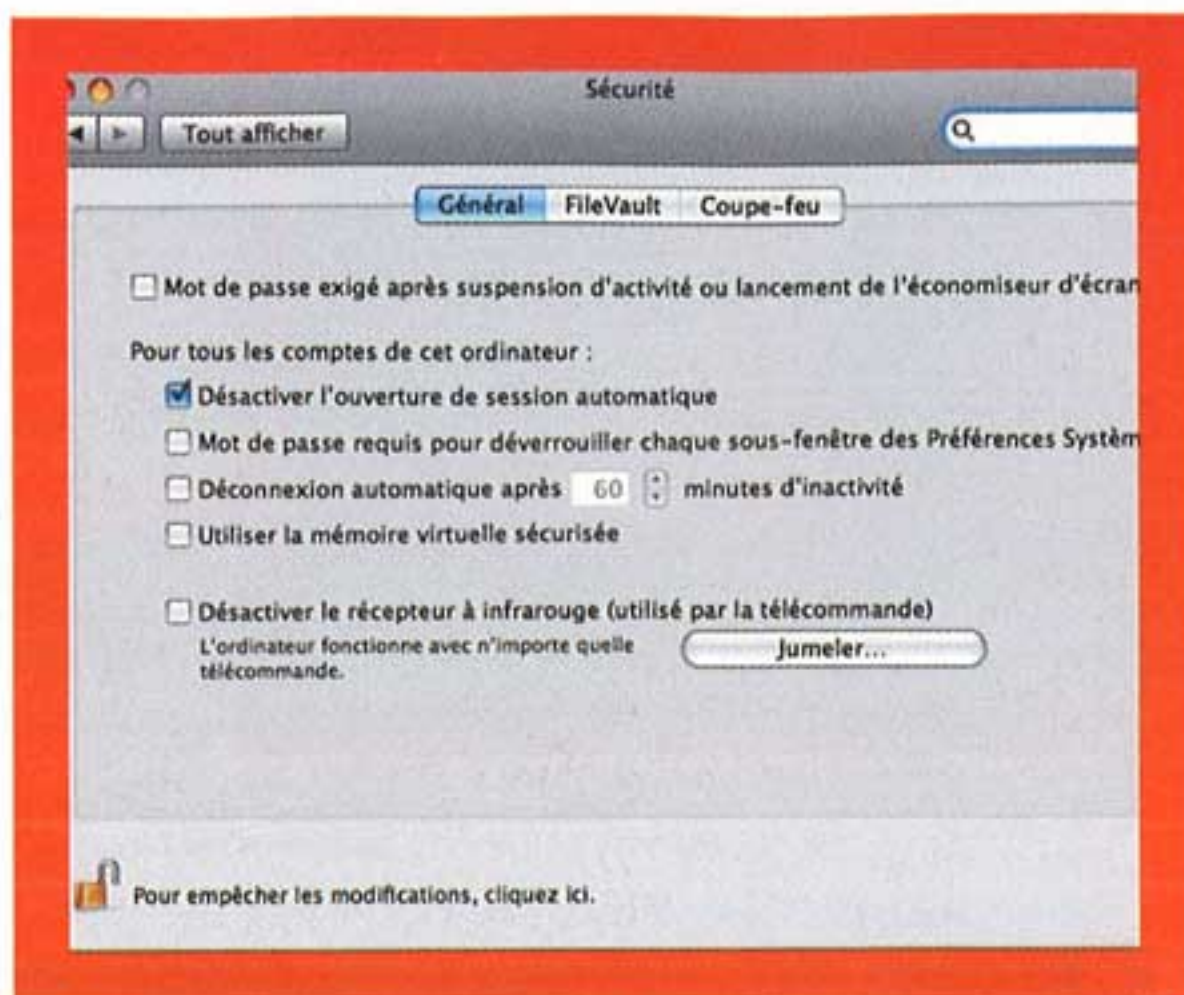 Sécurité
Tout afficher
Général FileVault Coupe-feu
Mot de passe exigé après suspension d'activité ou lancement de l'économiseur d'écran
Pour tous les comptes de cet ordinateur :
Désactiver l'ouverture de session automatique
Mot de passe requis pour déverrouiller chaque sous-fenêtre des Préférences Systèm
Déconnexion automatique après 60 minutes d'inactivité
Utiliser la mémoire virtuelle sécurisée
Désactiver le récepteur à infrarouge (utilisé par la télécommande)
L'ordinateur fonctionne avec n'importe quelle
télécommande.
Jumeler...
Pour empêcher les modifications, cliquez ici.